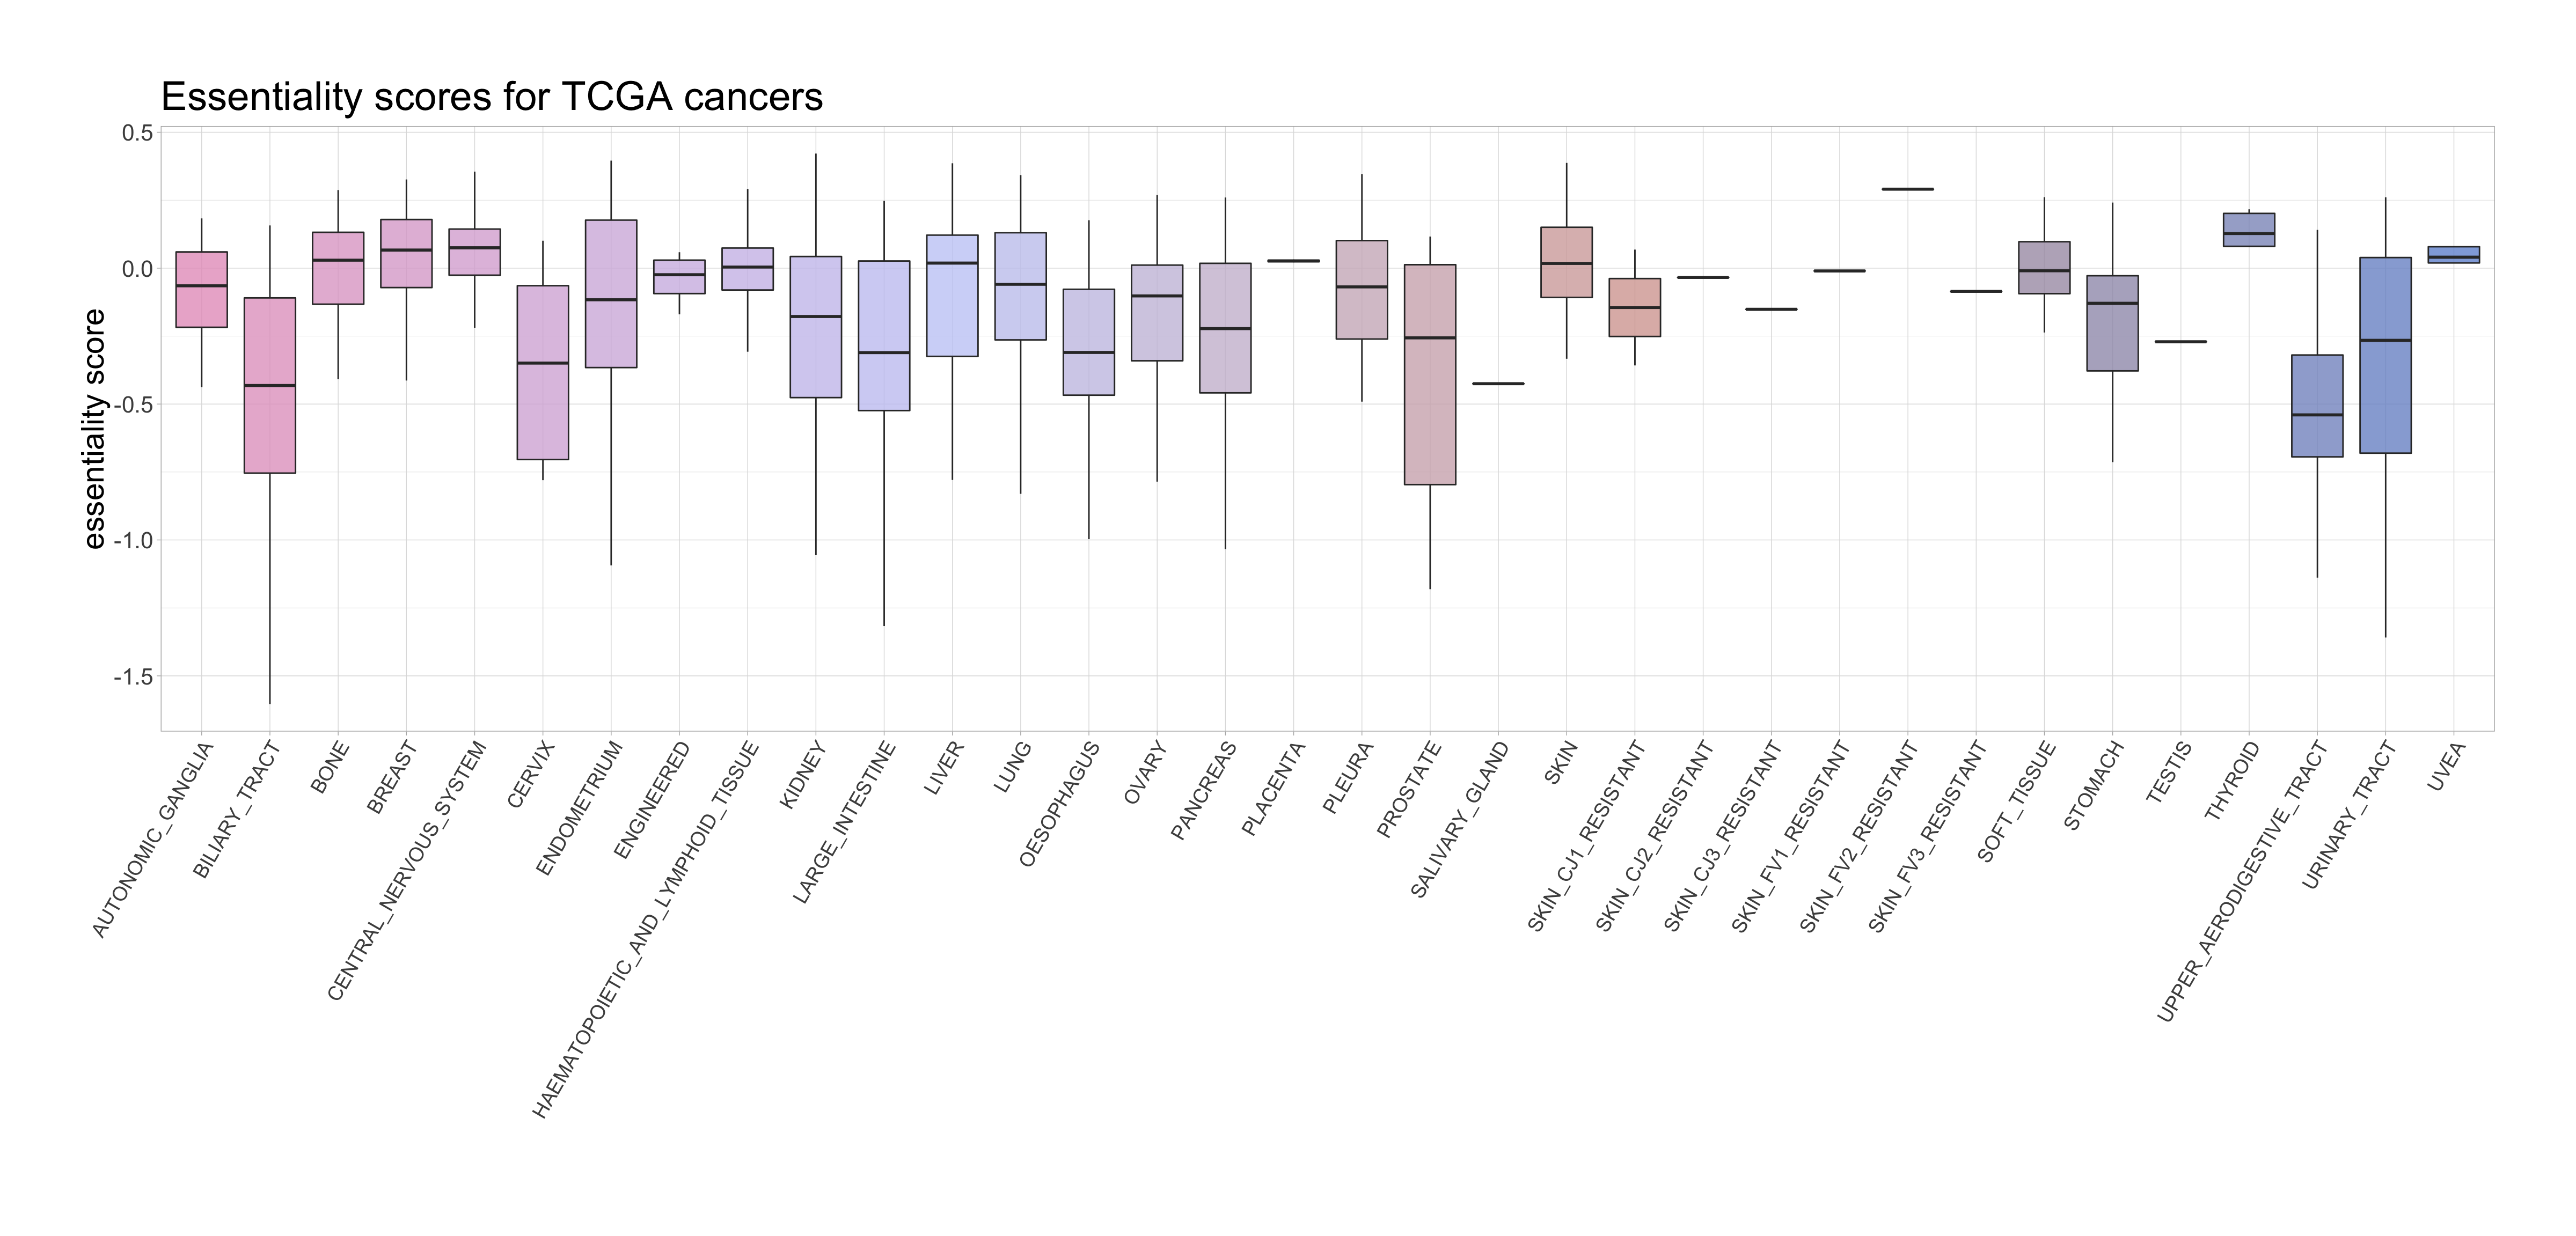 Essentiality scores for TCGA cancers
essentiality score
0.5
0.0
-0.5
-1.0
-1.5
AUTONOMIC_GANGLIA
BILIARY_TRACT
BONE
BREAST
CENTRAL_NERVOUS_SYSTEM
CERVIX
ENDOMETRIUM
ENGINEERED
HAEMATOPOIETIC_AND_LYMPHOID_TISSUE
KIDNEY
LARGE_INTESTINE
LIVER
LUNG
OESOPHAGUS
OVARY
PANCREAS
PLACENTA
PLEURA
PROSTATE
SALIVARY_GLAND
SKIN
SKIN_CJ1_RESISTANT
SKIN_CJ2_RESISTANT
SKIN_CJ3_RESISTANT
SKIN_FV1_RESISTANT
SKIN_FV2_RESISTANT
SKIN_FV3_RESISTANT
SOFT_TISSUE
STOMACH
TESTIS
THYROID
UPPER_AERODIGESTIVE_TRACT
URINARY_TRACT
UVEA